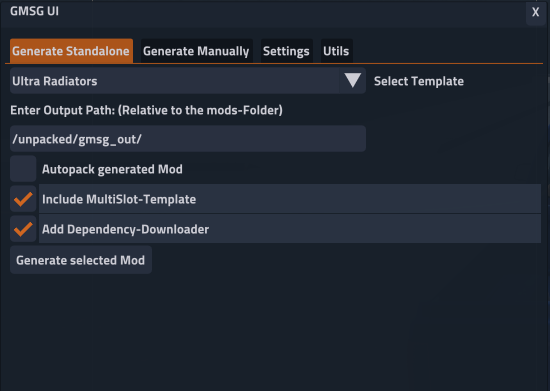 GMSG UI
X
Generate Standalone Generate Manually Settings Utils
Ultra Radiators Select Template
Enter Output Path: (Relative to the mods-Folder)
/unpacked/gmsg_out/
Autopack generated Mod
Include MultiSlot-Template
Add Dependency-Downloader
Generate selected Mod